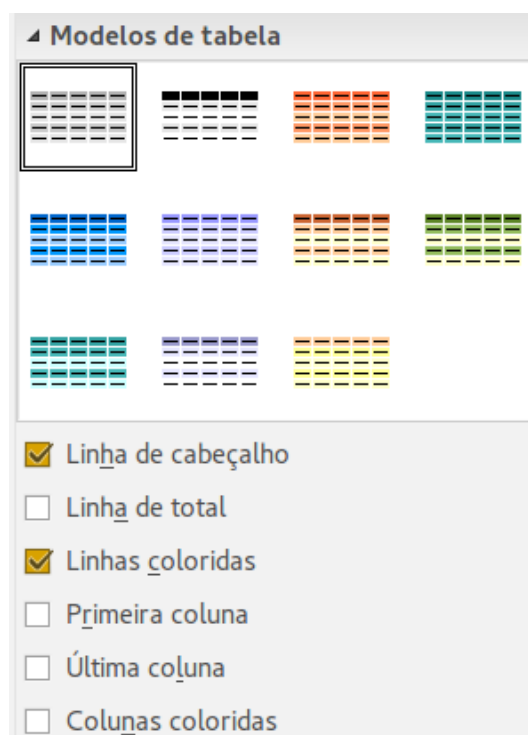 Modelos de tabela
Linha de cabeçalho
Linha de total
Linhas coloridas
Primeira coluna
Última coluna
Colunas coloridas